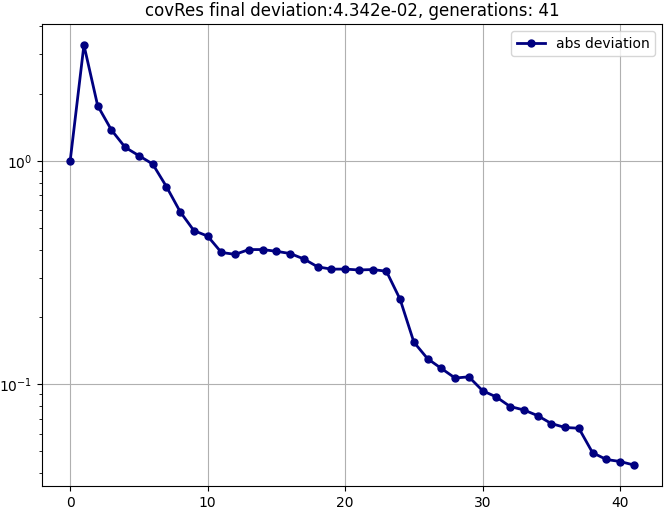 covRes final deviation:4.342e-02, generations: 41
abs deviation
10⁰
10⁻¹
0 10 20 30 40